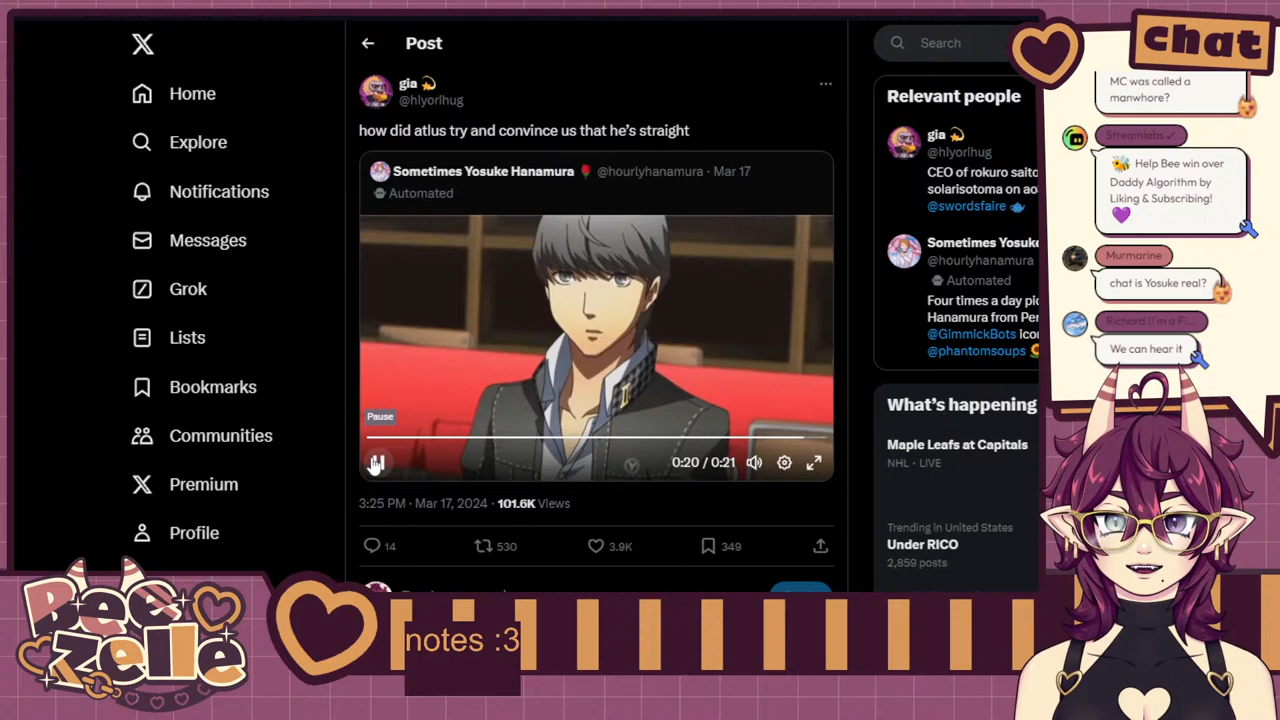 Home
Explore
Notifications
Messages
Grok
Lists
Bookmarks
Communities
Premium
Profile
Post
gia
@hlyorihug
how did atlus try and convince us that he's straight
Sometimes Yosuke Hanamura
@hourlyhanamura · Mar 17
Automated
Pause
0:20 / 0:21
3:25 PM · Mar 17, 2024 · 101.6K Views
14
530
3.9K
349
Search
Relevant people
gia
@hlyorihug
CEO of rokuro saito
solarisotoma on ao
@swordsfaire
Sometimes Yosuke
@hourlyhanamura
Automated
Four times a day pic
Hanamura from Per
@GimmickBots ico
@phantomsoups
What's happening
Maple Leafs at Capitals
NHL · LIVE
Trending in United States
Under RICO
2,859 posts
chat
MC was called a
manwhore?
Streamlabs
Help Bee win over
Daddy Algorithm by
Liking & Subscribing!
Murmarine
chat is Yosuke real?
Richard (I'm a Fi...
We can hear it
Bee
Zelle
notes :3